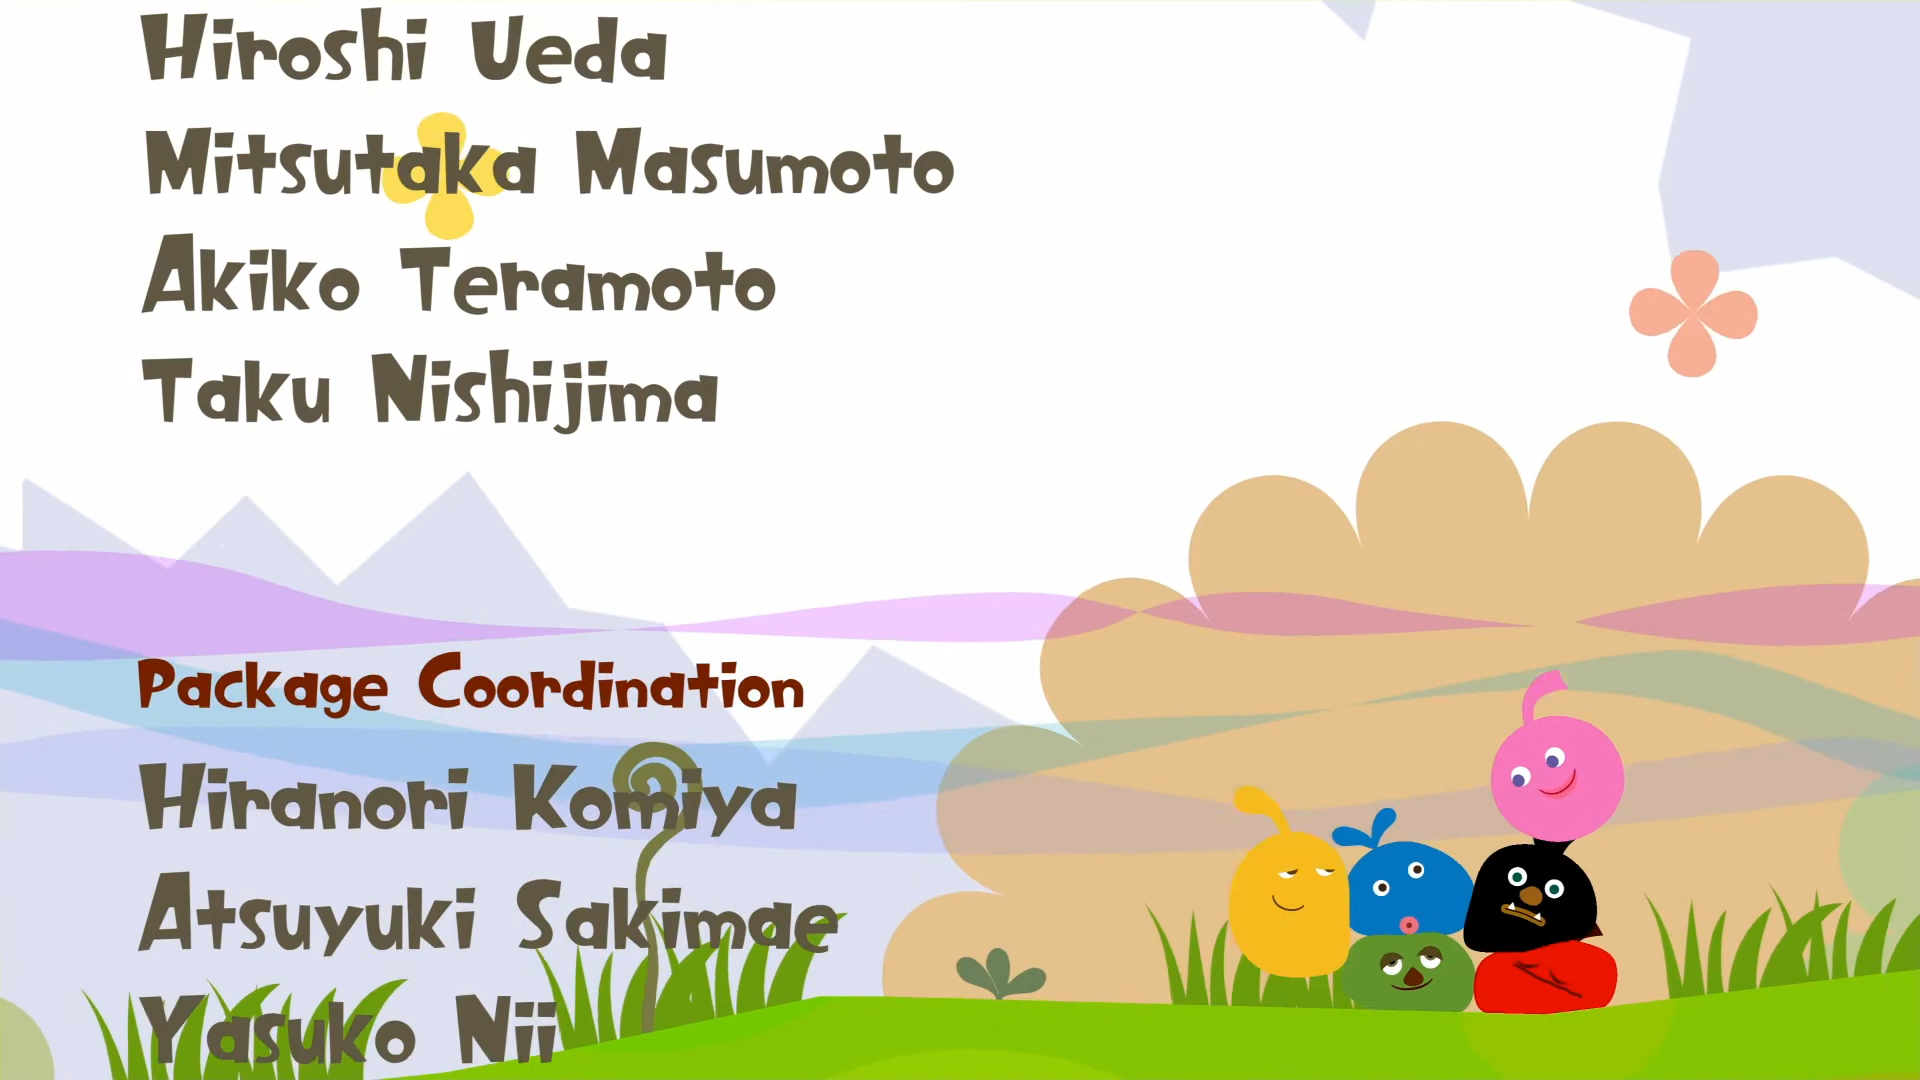 Hiroshi Ueda
Mitsutaka Masumoto
Akiko Teramoto
Taku Nishijima
Package Coordination
Hiranori Komiya
Atsuyuki Sakimae
Yasuko Nii